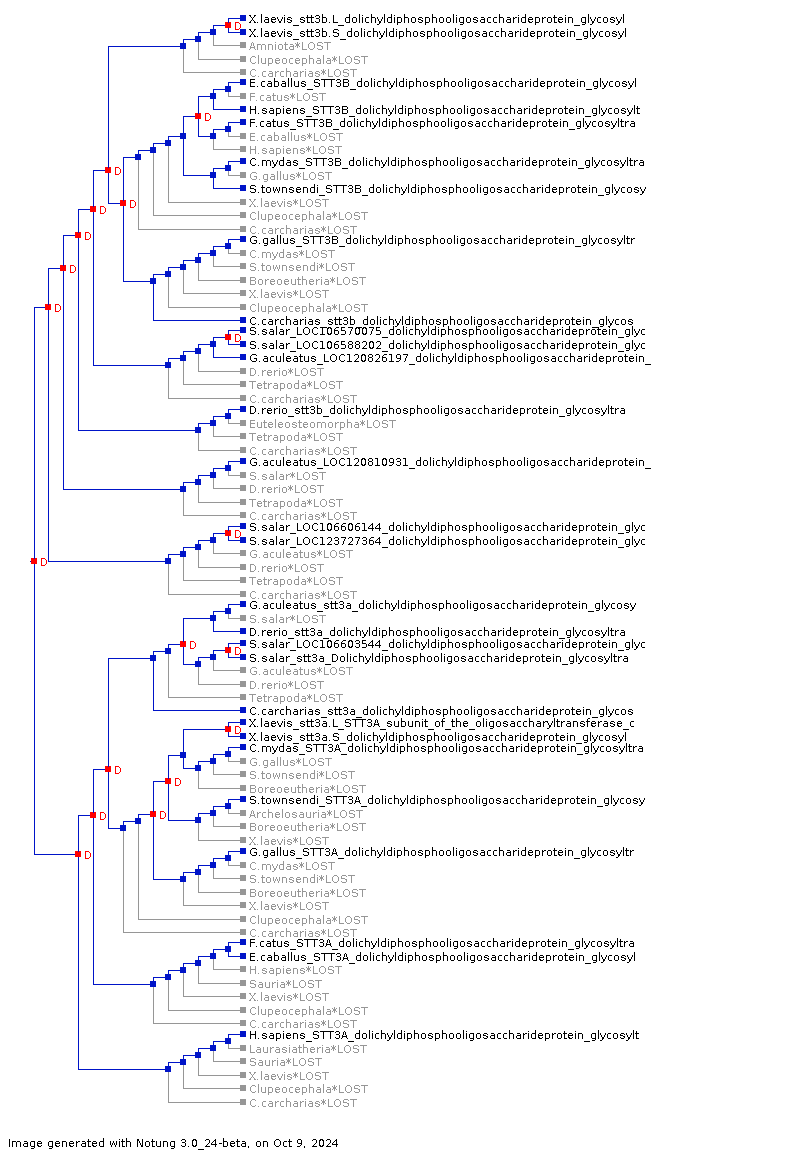 X.laevis_stt3b.L_dolichyldiphosphooligosaccharideprotein_glycosyl
D
X.laevis_stt3b.S_dolichyldiphosphooligosaccharideprotein_glycosyl
Amniota*LOST
Clupeocephala*LOST
C.carcharias*LOST
E.caballus_STT3B_dolichyldiphosphooligosaccharideprotein_glycosyl
F.catus*LOST
H.sapiens_STT3B_dolichyldiphosphooligosaccharideprotein_glycosylt
D
F.catus_STT3B_dolichyldiphosphooligosaccharideprotein_glycosyltra
E.caballus*LOST
H.sapiens*LOST
C.mydas_STT3B_dolichyldiphosphooligosaccharideprotein_glycosyltra
D
G.gallus*LOST
S.townsendi_STT3B_dolichyldiphosphooligosaccharideprotein_glycosy
X.laevis*LOST
D
D
Clupeocephala*LOST
C.carcharias*LOST
D
G.gallus_STT3B_dolichyldiphosphooligosaccharideprotein_glycosyltr
C.mydas*LOST
S.townsendi*LOST
D
Boreoeutheria*LOST
X.laevis*LOST
Clupeocephala*LOST
D
C.carcharias_stt3b_dolichyldiphosphooligosaccharideprotein_glycos
S.salar_LOC106570075_dolichyldiphosphooligosaccharideprotein_glyc
D
S.salar_LOC106588202_dolichyldiphosphooligosaccharideprotein_glyc
G.aculeatus_LOC120826197_dolichyldiphosphooligosaccharideprotein_
D.rerio*LOST
Tetrapoda*LOST
C.carcharias*LOST
D.rerio_stt3b_dolichyldiphosphooligosaccharideprotein_glycosyltra
Euteleosteomorpha*LOST
Tetrapoda*LOST
C.carcharias*LOST
G.aculeatus_LOC120810931_dolichyldiphosphooligosaccharideprotein_
S.salar*LOST
D.rerio*LOST
Tetrapoda*LOST
C.carcharias*LOST
S.salar_LOC106606144_dolichyldiphosphooligosaccharideprotein_glyc
D
S.salar_LOC123727364_dolichyldiphosphooligosaccharideprotein_glyc
G.aculeatus*LOST
D
D.rerio*LOST
Tetrapoda*LOST
C.carcharias*LOST
G.aculeatus_stt3a_dolichyldiphosphooligosaccharideprotein_glycosy
S.salar*LOST
D.rerio_stt3a_dolichyldiphosphooligosaccharideprotein_glycosyltra
D
S.salar_LOC106603544_dolichyldiphosphooligosaccharideprotein_glyc
D
S.salar_stt3a_Dolichyldiphosphooligosaccharideprotein_glycosyltra
G.aculeatus*LOST
D.rerio*LOST
Tetrapoda*LOST
C.carcharias_stt3a_dolichyldiphosphooligosaccharideprotein_glycos
X.laevis_stt3a.L_STT3A_subunit_of_the_oligosaccharyltransferase_c
D
X.laevis_stt3a.S_dolichyldiphosphooligosaccharideprotein_glycosyl
C.mydas_STT3A_dolichyldiphosphooligosaccharideprotein_glycosyltra
G.gallus*LOST
D
S.townsendi*LOST
D
Boreoeutheria*LOST
S.townsendi_STT3A_dolichyldiphosphooligosaccharideprotein_glycosy
Archelosauria*LOST
D
D
Boreoeutheria*LOST
X.laevis*LOST
G.gallus_STT3A_dolichyldiphosphooligosaccharideprotein_glycosyltr
D
C.mydas*LOST
S.townsendi*LOST
Boreoeutheria*LOST
X.laevis*LOST
Clupeocephala*LOST
C.carcharias*LOST
F.catus_STT3A_dolichyldiphosphooligosaccharideprotein_glycosyltra
E.caballus_STT3A_dolichyldiphosphooligosaccharideprotein_glycosyl
H.sapiens*LOST
Sauria*LOST
X.laevis*LOST
Clupeocephala*LOST
C.carcharias*LOST
H.sapiens_STT3A_dolichyldiphosphooligosaccharideprotein_glycosylt
Laurasiatheria*LOST
Sauria*LOST
X.laevis*LOST
Clupeocephala*LOST
C.carcharias*LOST
Image generated with Notung 3.0_24-beta, on Oct 9, 2024